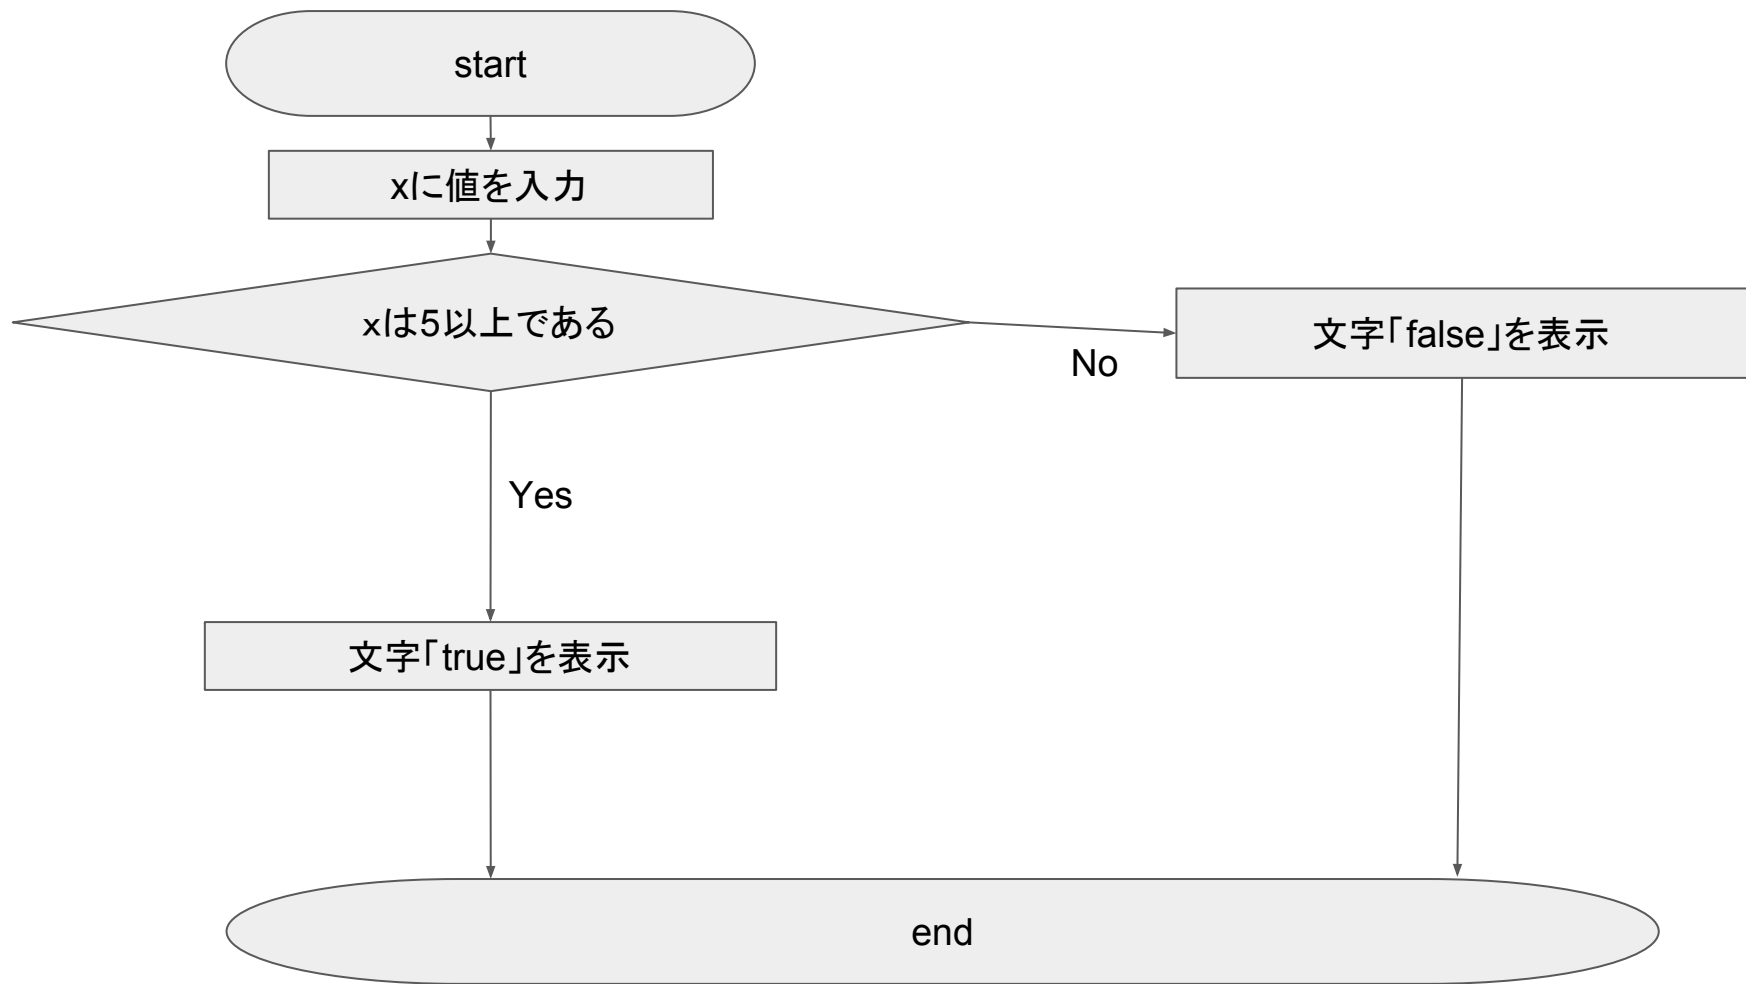 start
xに値を入力
xは5以上である
No
文字「false」を表示
Yes
文字「true」を表示
end